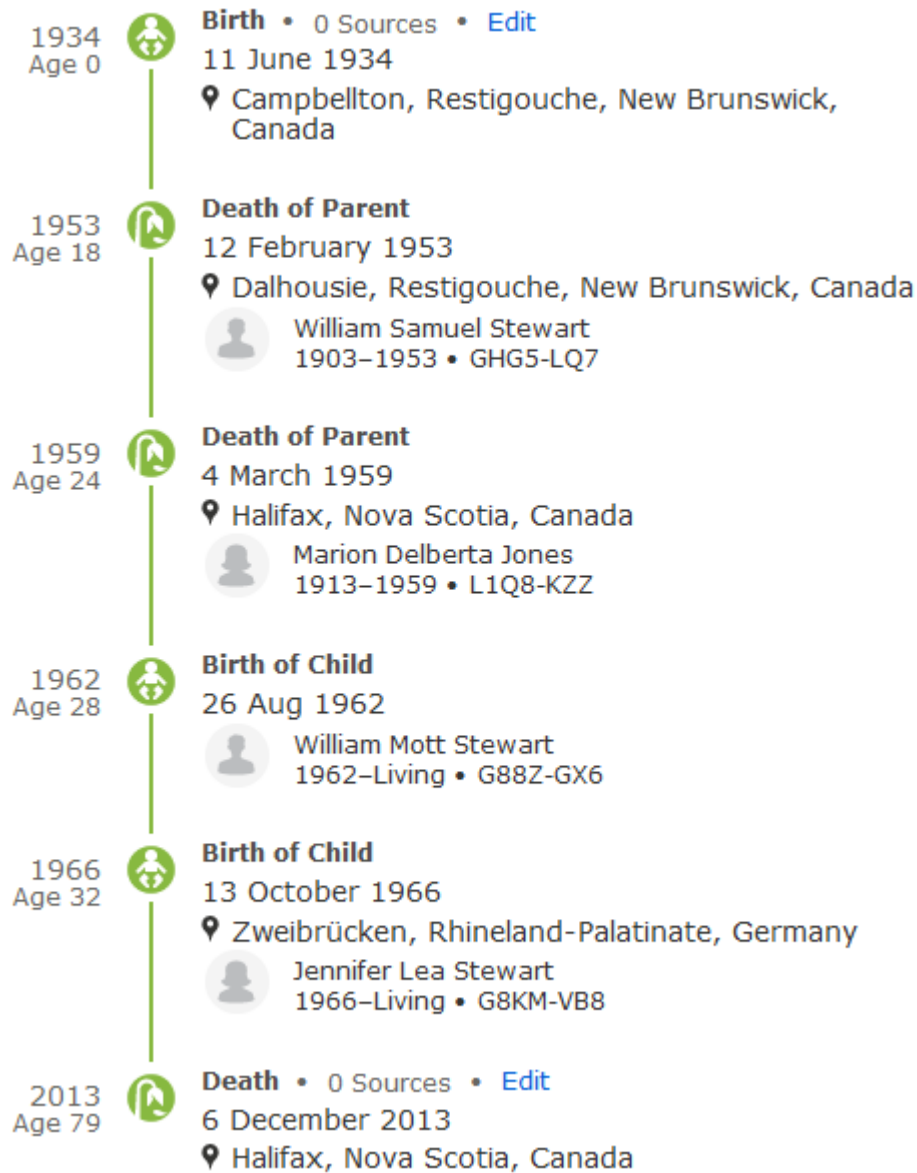 1934
Age 0
Birth • 0 Sources • Edit
11 June 1934
Campbellton, Restigouche, New Brunswick,
Canada
1953
Age 18
Death of Parent
12 February 1953
Dalhousie, Restigouche, New Brunswick, Canada
William Samuel Stewart
1903–1953 • GHG5-LQ7
1959
Age 24
Death of Parent
4 March 1959
Halifax, Nova Scotia, Canada
Marion Delberta Jones
1913–1959 • L1Q8-KZZ
1962
Age 28
Birth of Child
26 Aug 1962
William Mott Stewart
1962–Living • G88Z-GX6
1966
Age 32
Birth of Child
13 October 1966
Zweibrücken, Rhineland-Palatinate, Germany
Jennifer Lea Stewart
1966–Living • G8KM-VB8
2013
Age 79
Death • 0 Sources • Edit
6 December 2013
Halifax, Nova Scotia, Canada